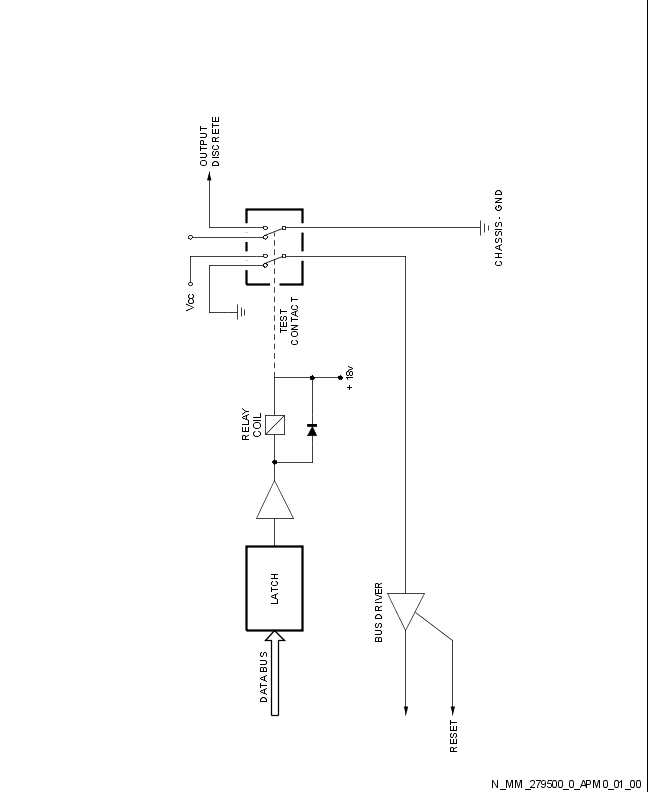 OUTPUT
DISCRETE
CHASSIS- GND
Vcc
TEST
CONTACT
+ 18v
RELAY
COIL
LATCH
BUS DRIVER
DATA BUS
RESET
N_MM_279500_0_APM0_01_00